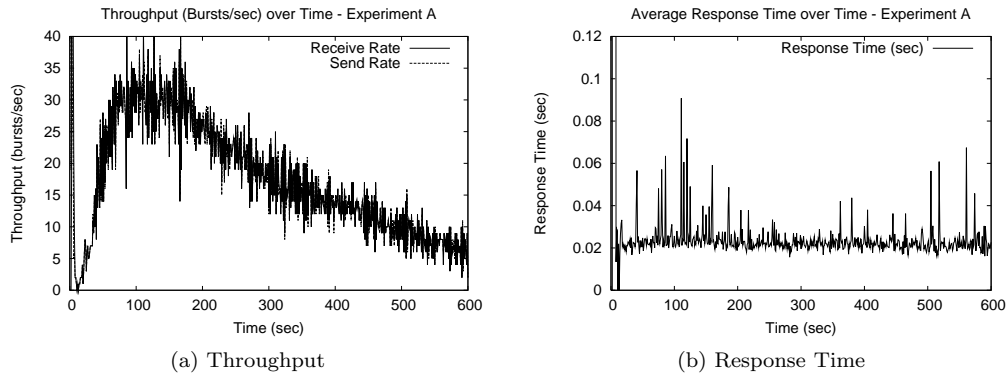 Throughput (Bursts/sec) over Time - Experiment A
Receive Rate
Send Rate
Throughput (bursts/sec)
40
35
30
25
20
15
10
5
0
0 100 200 300 400 500 600
Time (sec)
(a) Throughput
Average Response Time over Time - Experiment A
Response Time (sec)
Response Time (sec)
0.12
0.1
0.08
0.06
0.04
0.02
0
0 100 200 300 400 500 600
Time (sec)
(b) Response Time